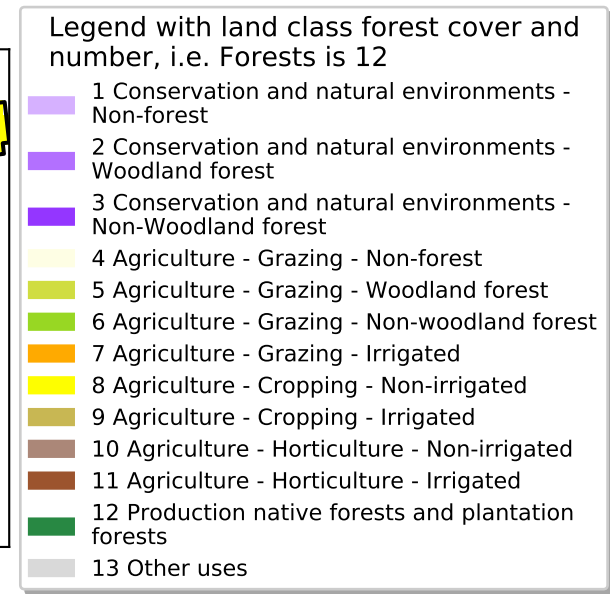 Legend with land class forest cover and
number, i.e. Forests is 12
1 Conservation and natural environments -
Non-forest
2 Conservation and natural environments -
Woodland forest
3 Conservation and natural environments -
Non-Woodland forest
4 Agriculture - Grazing - Non-forest
5 Agriculture - Grazing - Woodland forest
6 Agriculture - Grazing - Non-woodland forest
7 Agriculture - Grazing - Irrigated
8 Agriculture - Cropping - Non-irrigated
9 Agriculture - Cropping - Irrigated
10 Agriculture - Horticulture - Non-irrigated
11 Agriculture - Horticulture - Irrigated
12 Production native forests and plantation
forests
13 Other uses